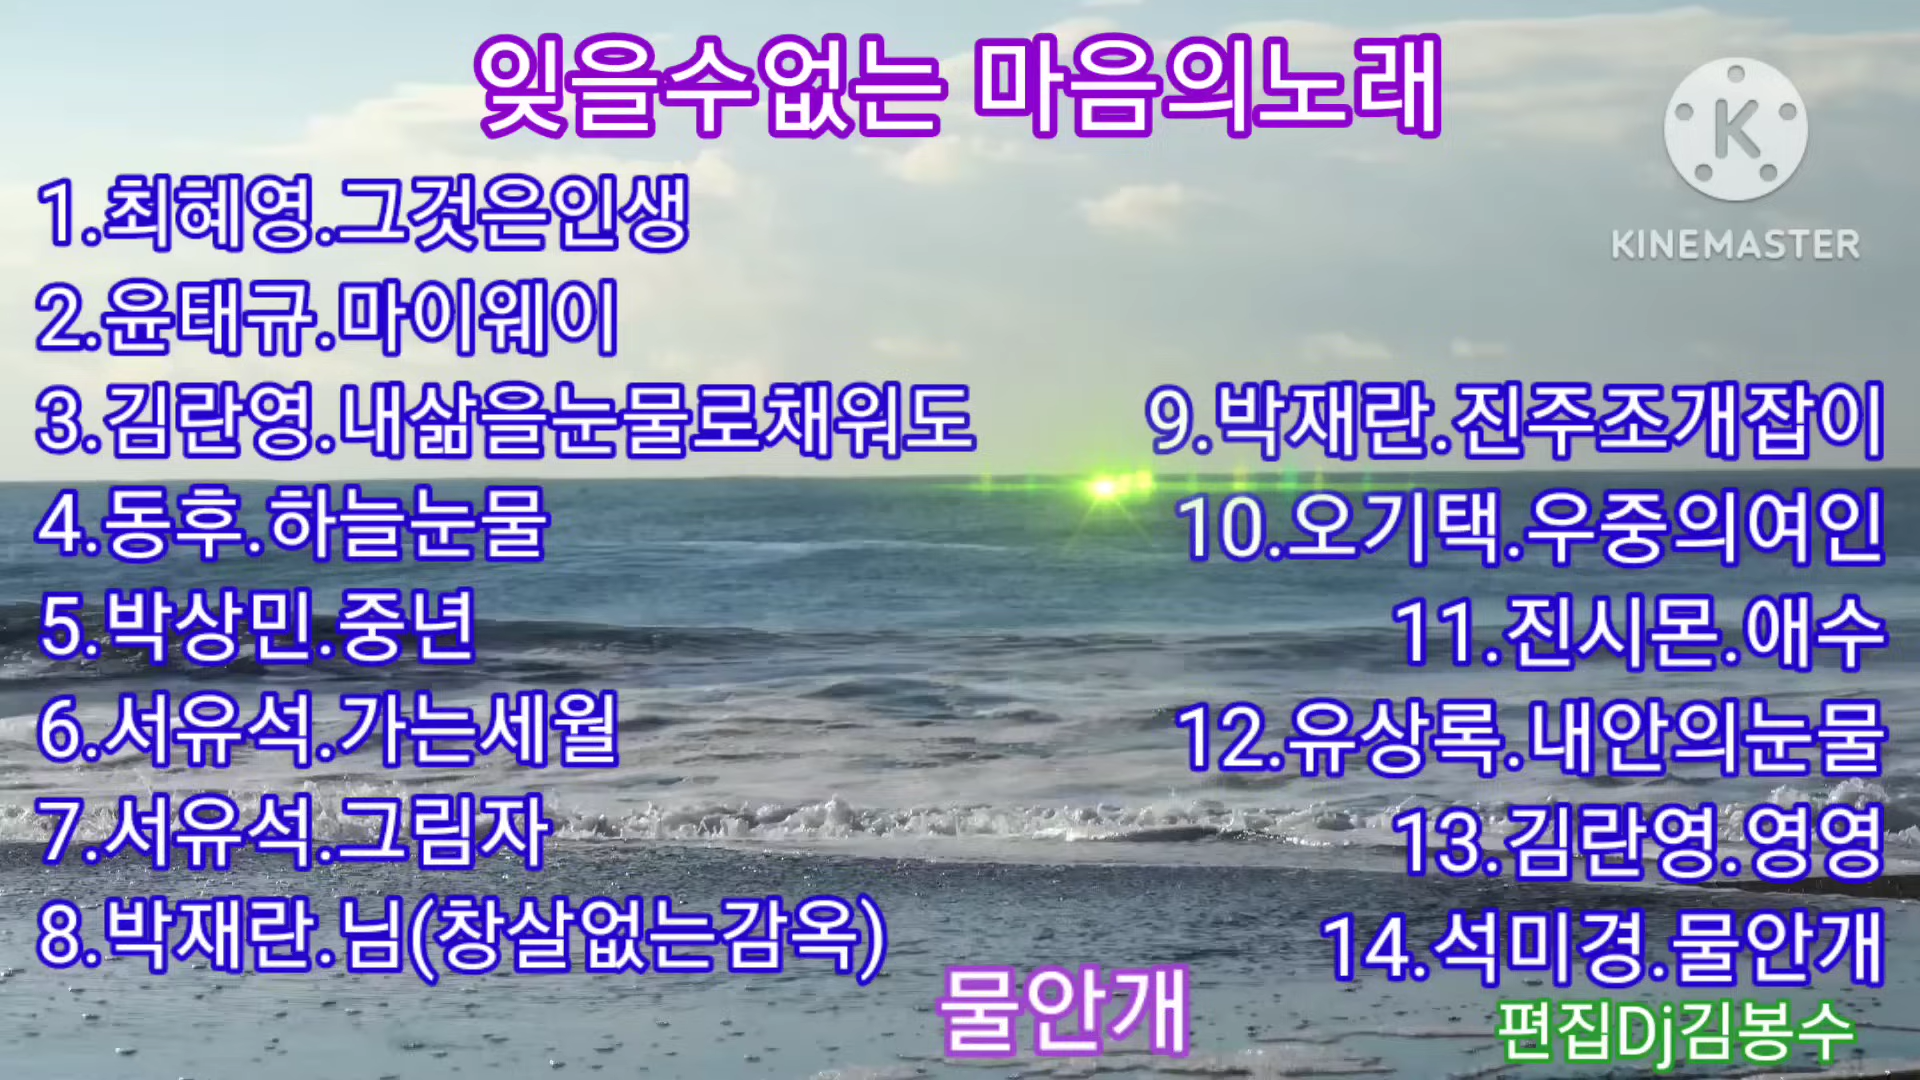 잊을수없는 마음의노래
KINEMASTER
1.최혜영.그것은인생
2.윤태규.마이웨이
3.김란영.내삶을눈물로채워도
4.동후.하늘눈물
5.박상민.중년
6.서유석.가는세월
7.서유석.그림자
8.박재란.님(창살없는감옥)
9.박재란.진주조개잡이
10.오기택.우중의여인
11.진시몬.애수
12.유상록.내안의눈물
13.김란영.영영
14.석미경.물안개
물안개
편집Dj김봉수